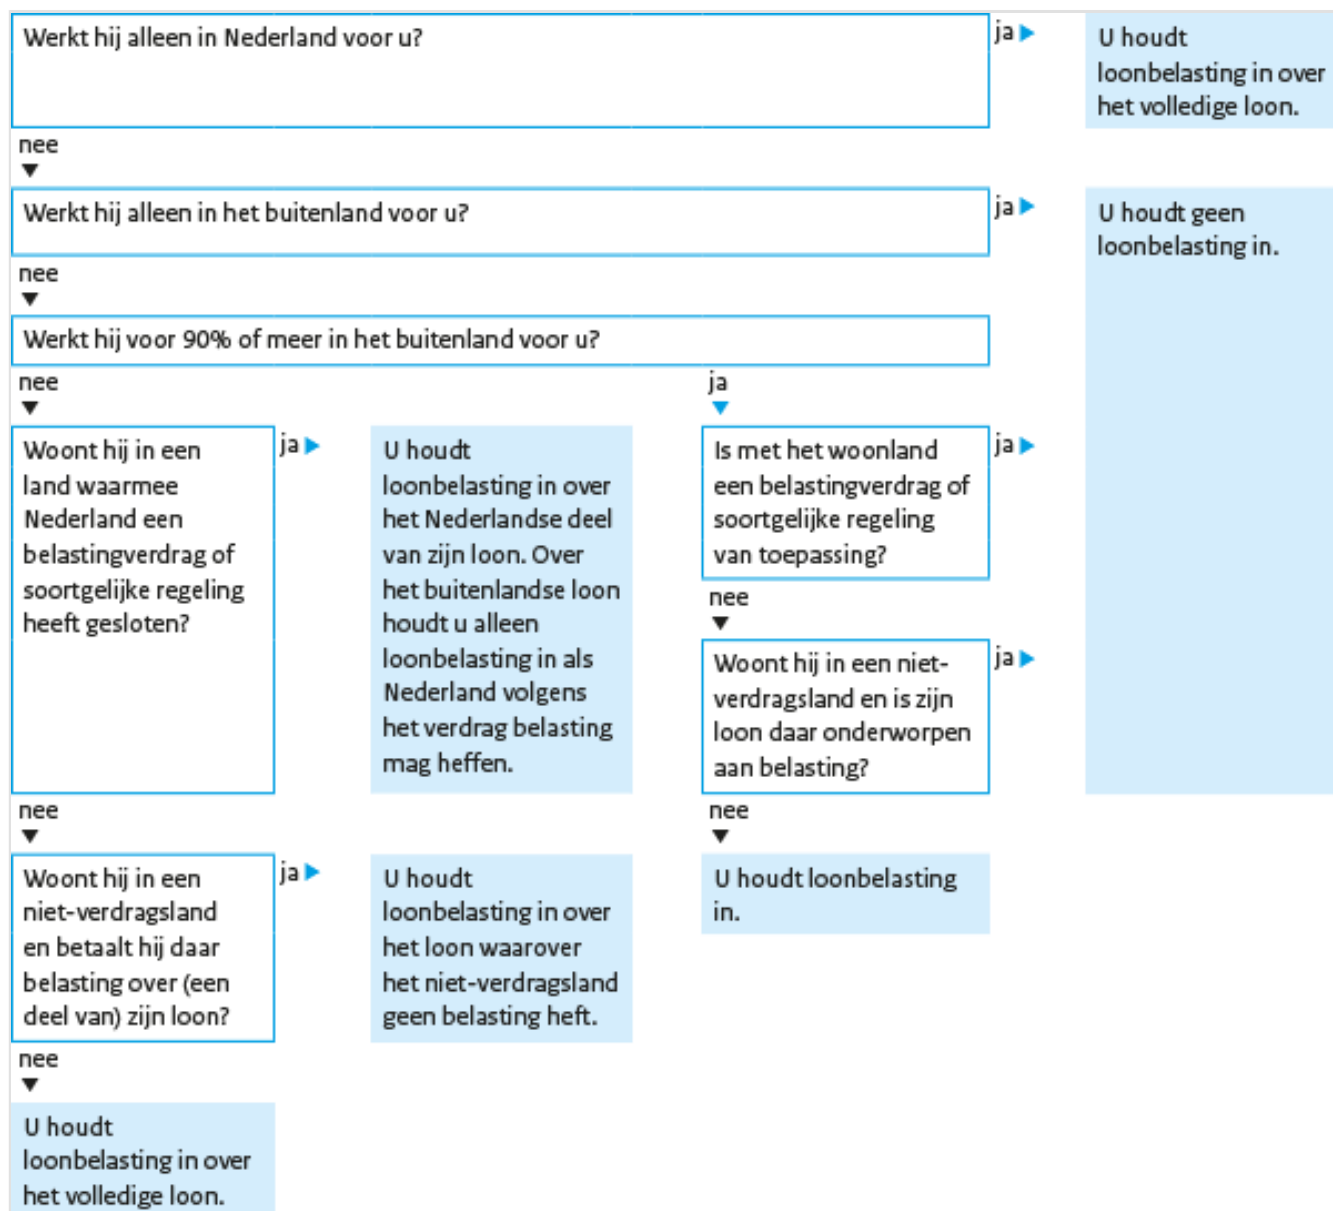 Werkt hij alleen in Nederland voor u?
ja
U houdt
loonbelasting in over
het volledige loon.
nee
Werkt hij alleen in het buitenland voor u?
ja
U houdt geen
loonbelasting in.
nee
Werkt hij voor 90% of meer in het buitenland voor u?
nee
ja
Woont hij in een
land waarmee
Nederland een
belastingverdrag of
soortgelijke regeling
heeft gesloten?
ja
U houdt
loonbelasting in over
het Nederlandse deel
van zijn loon. Over
het buitenlandse loon
houdt u alleen
loonbelasting in als
Nederland volgens
het verdrag belasting
mag heffen.
Is met het woonland
een belastingverdrag of
soortgelijke regeling
van toepassing?
ja
nee
Woont hij in een niet-
verdragsland en is zijn
loon daar onderworpen
aan belasting?
ja
nee
nee
Woont hij in een
niet-verdragsland
en betaalt hij daar
belasting over (een
deel van) zijn loon?
ja
U houdt
loonbelasting in over
het loon waarover
het niet-verdragsland
geen belasting heft.
U houdt loonbelasting
in.
nee
U houdt
loonbelasting in over
het volledige loon.